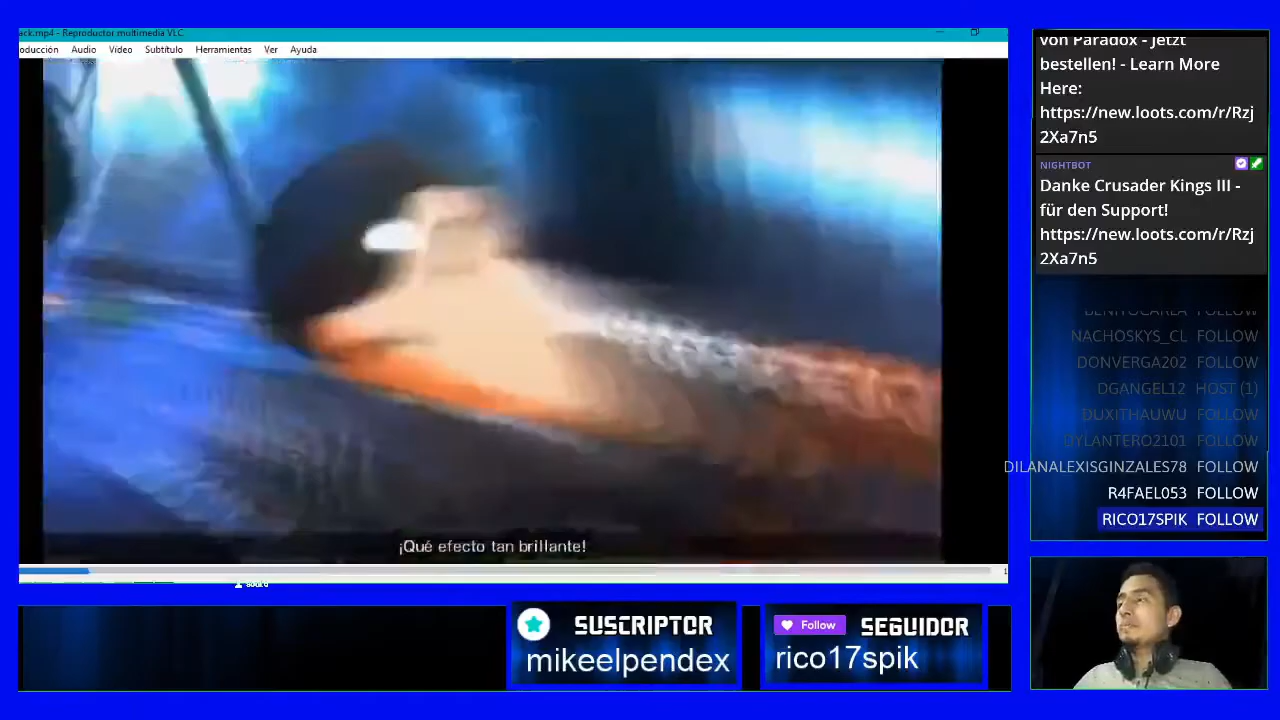 ack.mp4 - Reproductor multimedia VLC
oducción Audio Vídeo Subtítulo Herramientas Ver Ayuda
¡Qué efecto tan brillante!
von Paradox - Jetzt
bestellen! - Learn More
Here:
https://new.loots.com/r/Rzj
2Xa7n5
NIGHTBOT
Danke Crusader Kings III -
für den Support!
https://new.loots.com/r/Rzj
2Xa7n5
NACHOSKYS_CL FOLLOW
DONVERGA202 FOLLOW
DGANGEL12 HOST (1)
DUXITHAUWU FOLLOW
DYLANTERO2101 FOLLOW
DILANALEXISGINZALES78 FOLLOW
R4FAEL053 FOLLOW
RICO17SPIK FOLLOW
SUSCRIPTOR
mikeelpendex
Follow SEGUIDOR
rico17spik